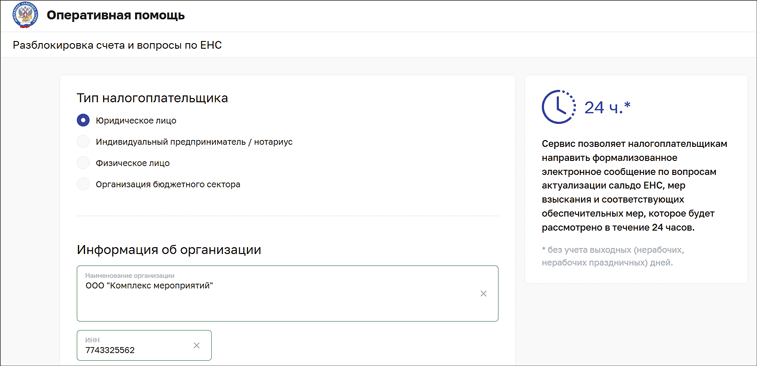 Оперативная помощь
Разблокировка счета и вопросы по ЕНС
Тип налогоплательщика
Юридическое лицо
Индивидуальный предприниматель / нотариус
Физическое лицо
Организация бюджетного сектора
Информация об организации
Наименование организации
ООО "Комплекс мероприятий"
ИНН
7743325562
24 ч.*
Сервис позволяет налогоплательщикам
направить формализованное
электронное сообщение по вопросам
актуализации сальдо ЕНС, мер
взыскания и соответствующих
обеспечительных мер, которое будет
рассмотрено в течение 24 часов.
* без учета выходных (нерабочих,
нерабочих праздничных) дней.